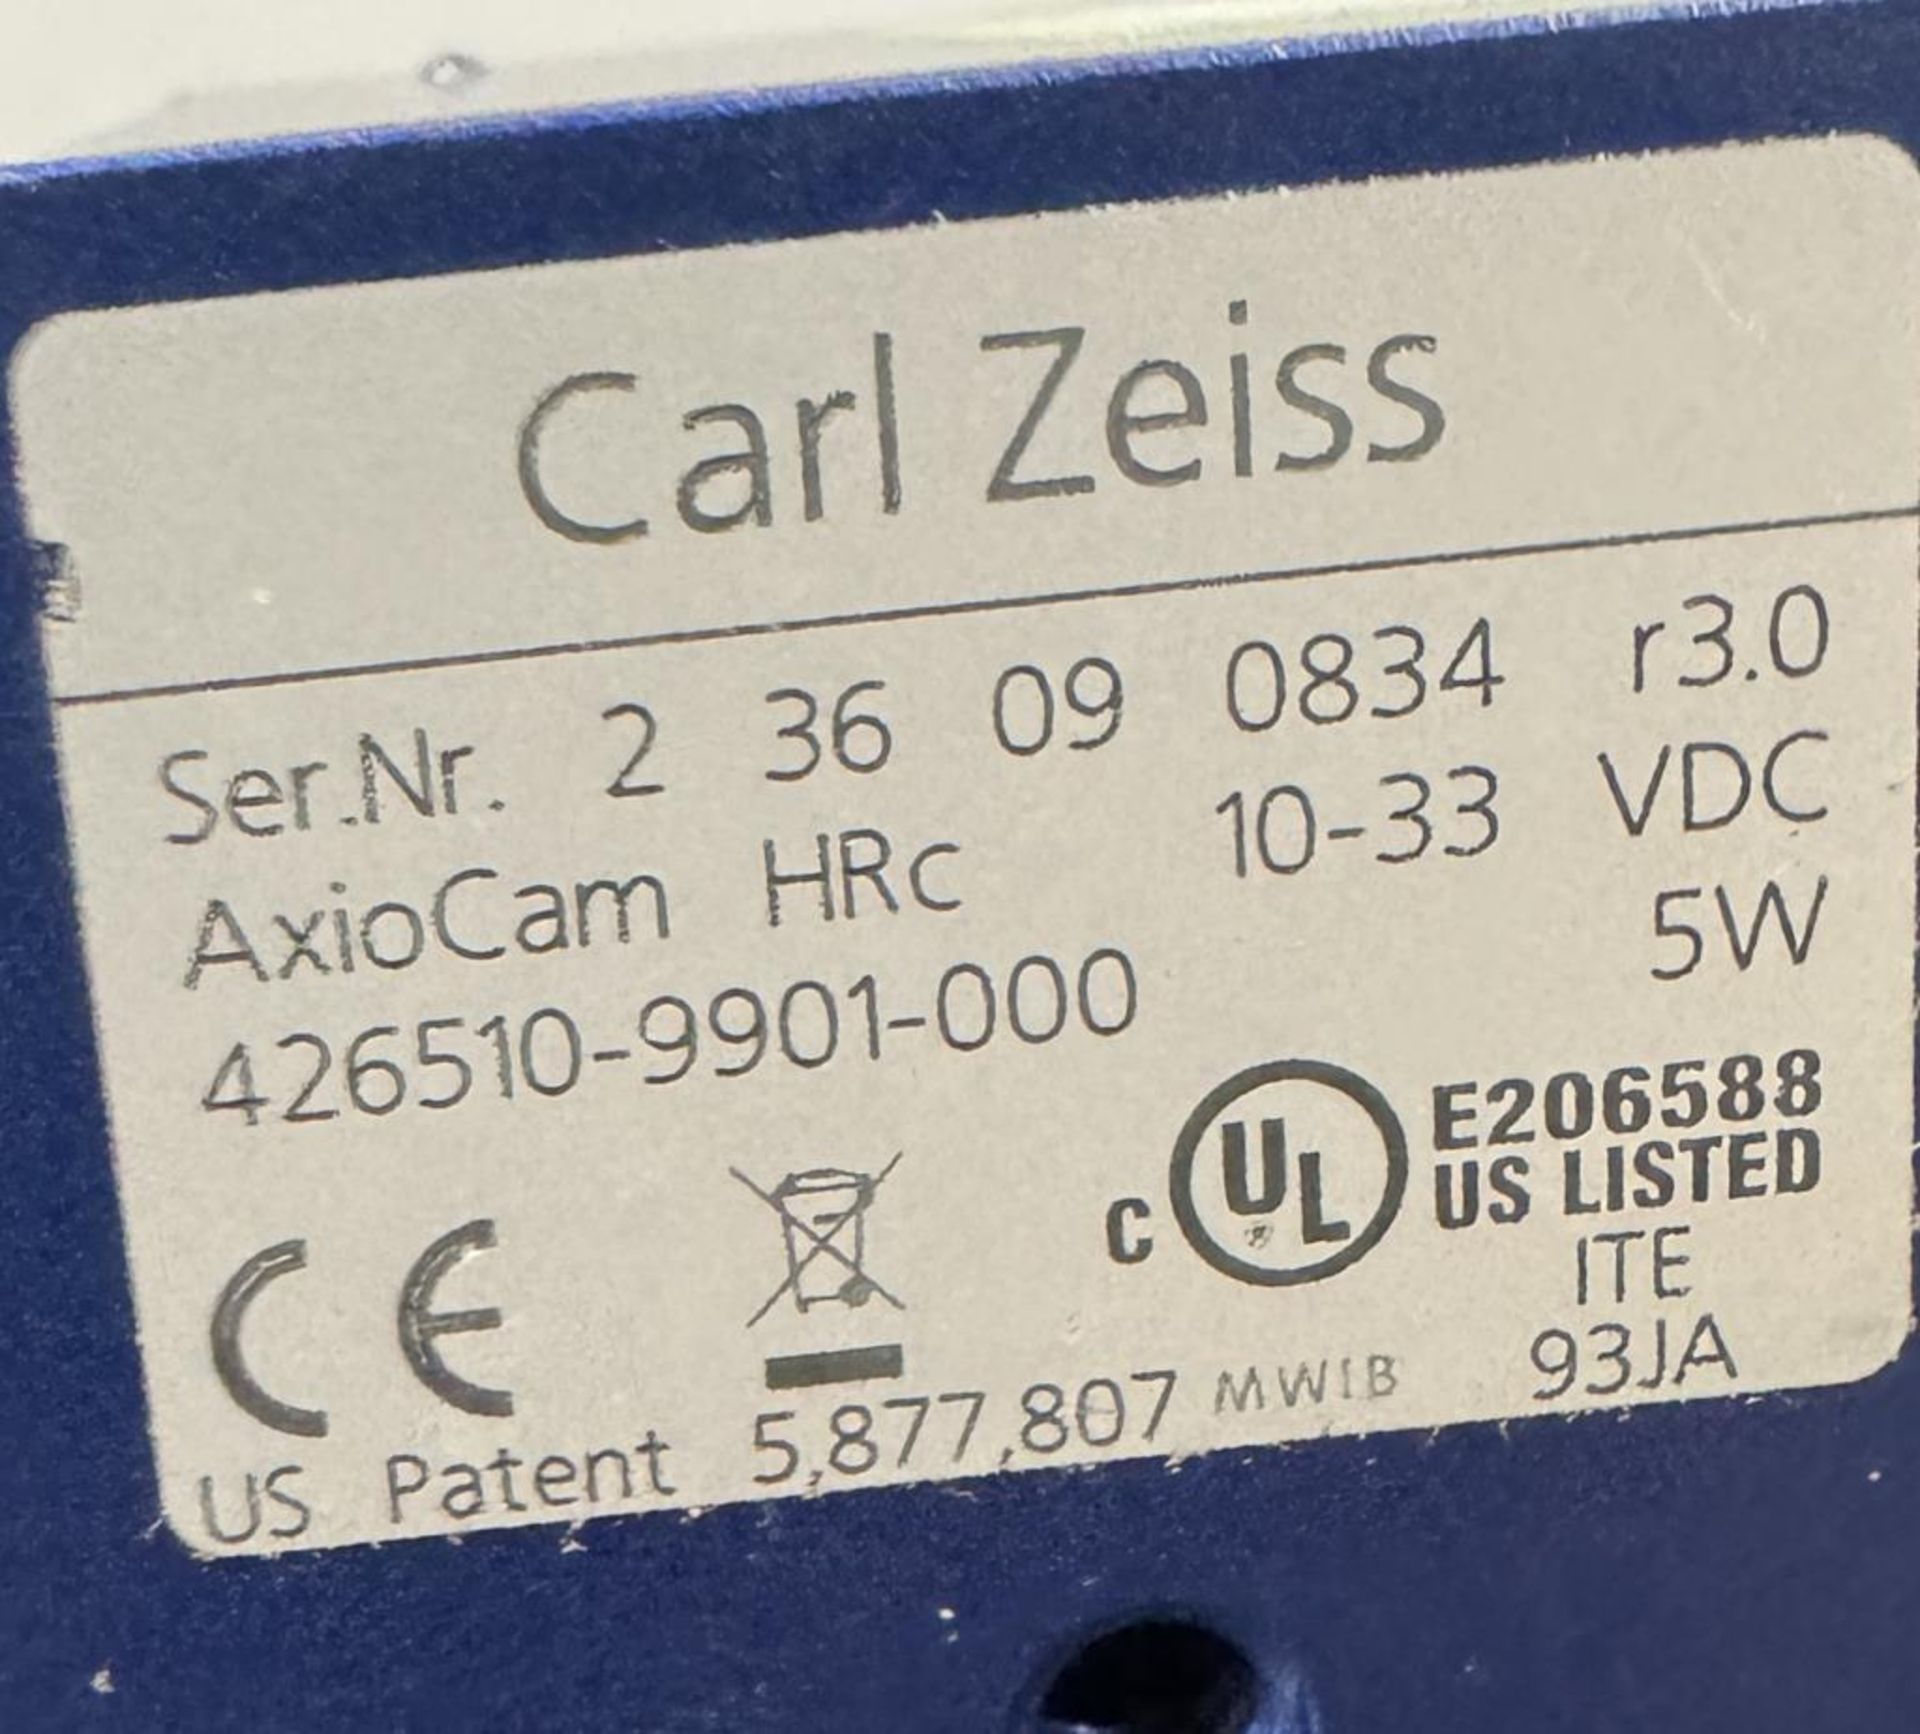 Carl Zeiss
Ser.Nr. 2 36 09 0834 r3.0
AxioCam HRc 10-33 VDC
426510-9901-000 5W
CE
c UL E206588
US LISTED
ITE
93JA
US Patent 5,877,807 MWIB